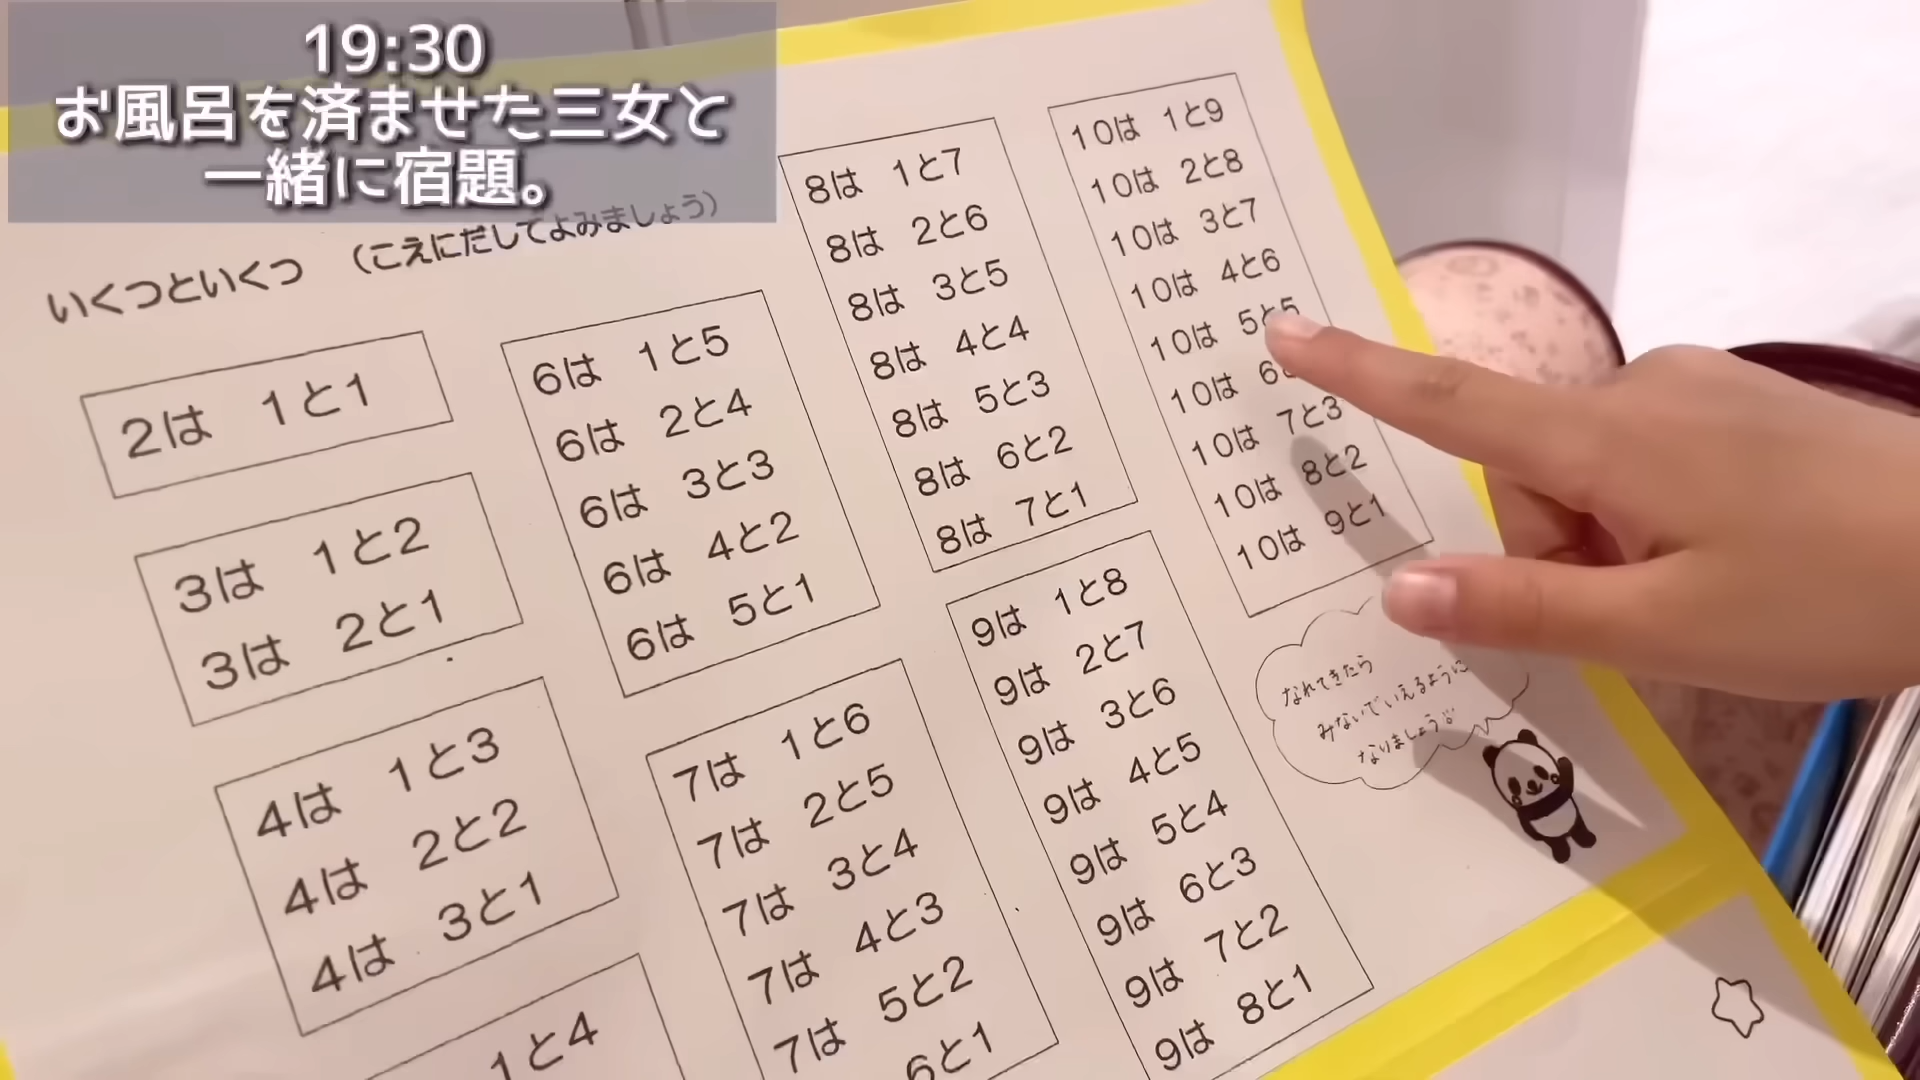 19:30
お風呂を済ませた三女と
一緒に宿題。
いくつといくつ （こえにだしてよみましょう）
2は 1と1
3は 1と2
3は 2と1
4は 1と3
4は 2と2
4は 3と1
1と4
6は 1と5
6は 2と4
6は 3と3
6は 4と2
6は 5と1
7は 1と6
7は 2と5
7は 3と4
7は 4と3
7は 5と2
6と1
8は 1と7
8は 2と6
8は 3と5
8は 4と4
8は 5と3
8は 6と2
8は 7と1
9は 1と8
9は 2と7
9は 3と6
9は 4と5
9は 5と4
9は 6と3
9は 7と2
9は 8と1
10は 1と9
10は 2と8
10は 3と7
10は 4と6
10は 5と5
10は 6
10は 7と3
10は 8と2
10は 9と1
なれてきたら
みないでいえるように
なりましょう